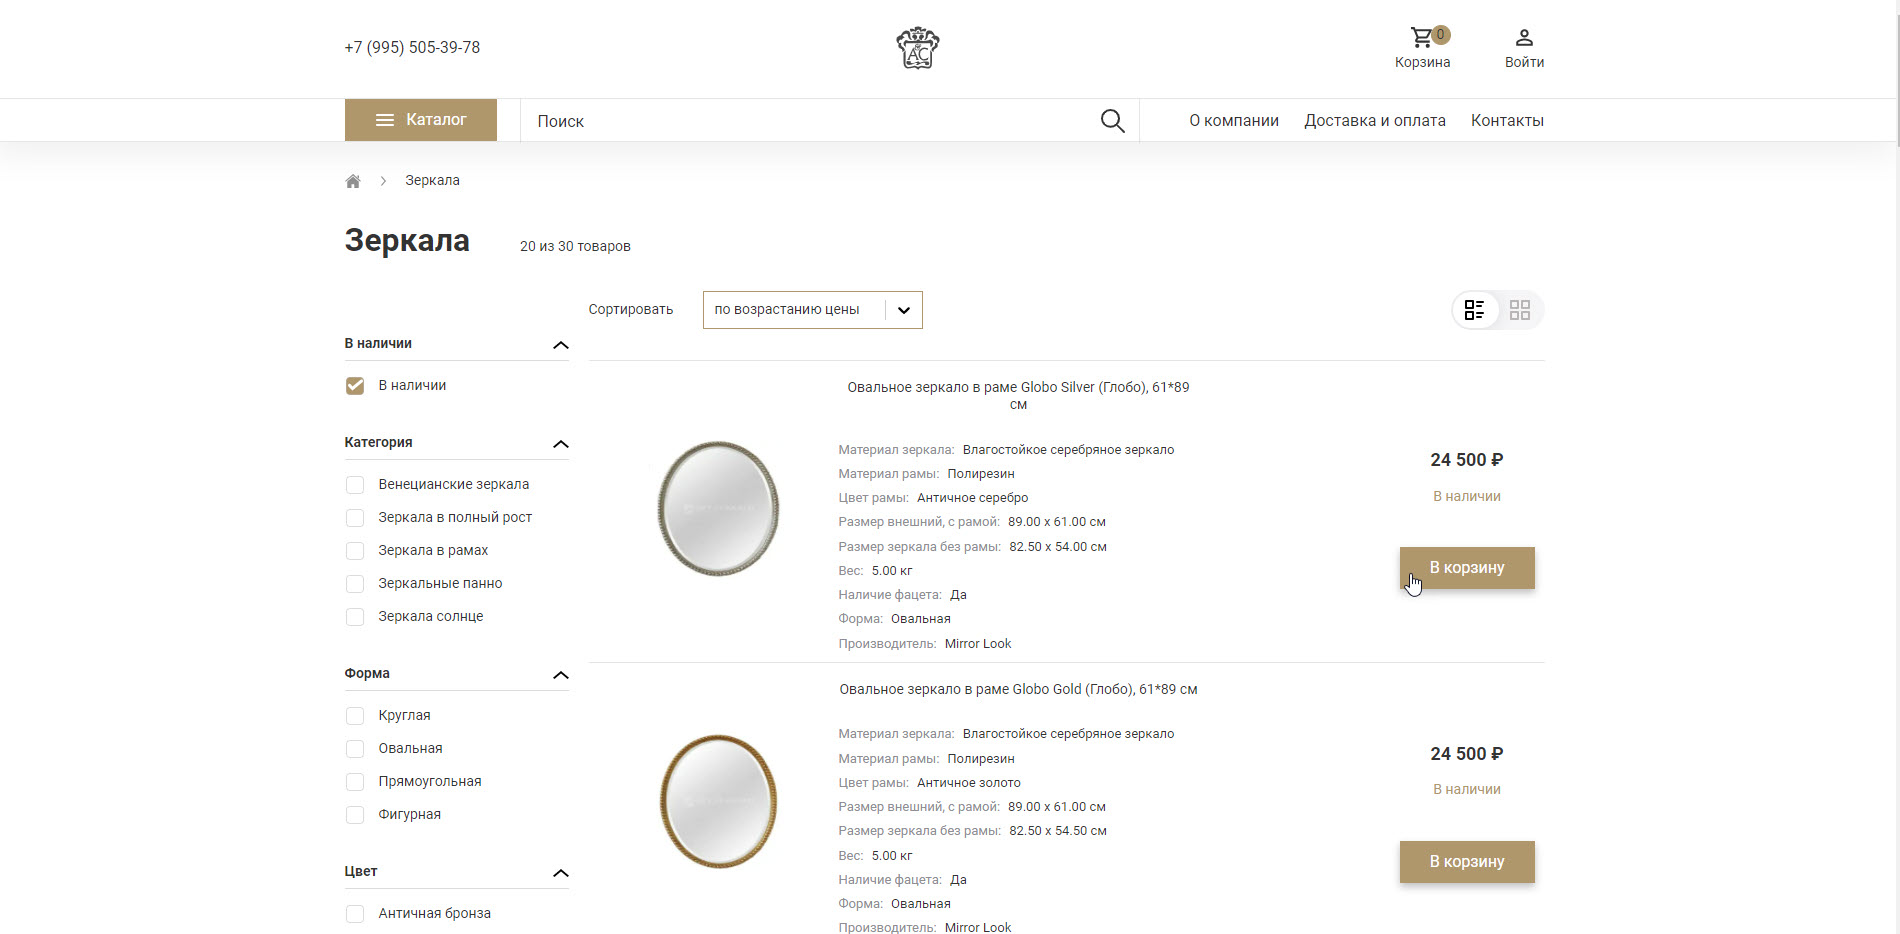 +7 (995) 505-39-78
АС
0
Корзина
Войти
Каталог
Поиск
О компании
Доставка и оплата
Контакты
Зеркала
Зеркала
20 из 30 товаров
Сортировать
по возрастанию цены
В наличии
В наличии
Категория
Венецианские зеркала
Зеркала в полный рост
Зеркала в рамах
Зеркальные панно
Зеркала солнце
Форма
Круглая
Овальная
Прямоугольная
Фигурная
Цвет
Античная бронза
Овальное зеркало в раме Globo Silver (Глобо), 61*89
см
Материал зеркала: Влагостойкое серебряное зеркало
Материал рамы: Полирезин
Цвет рамы: Античное серебро
Размер внешний, с рамой: 89.00 x 61.00 см
Размер зеркала без рамы: 82.50 x 54.00 см
Вес: 5.00 кг
Наличие фацета: Да
Форма: Овальная
Производитель: Mirror Look
24 500 ₽
В наличии
В корзину
Овальное зеркало в раме Globo Gold (Глобо), 61*89 см
Материал зеркала: Влагостойкое серебряное зеркало
Материал рамы: Полирезин
Цвет рамы: Античное золото
Размер внешний, с рамой: 89.00 x 61.00 см
Размер зеркала без рамы: 82.50 x 54.50 см
Вес: 5.00 кг
Наличие фацета: Да
Форма: Овальная
Производитель: Mirror Look
24 500 ₽
В наличии
В корзину